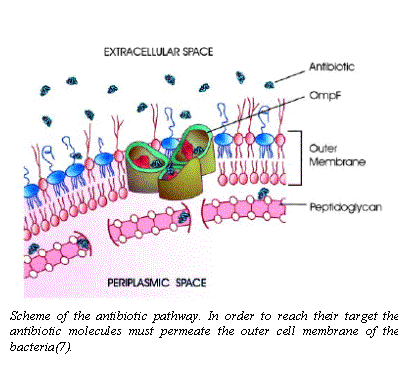 EXTRACELLULAR SPACE
Antibiotic
OmpF
Outer
Membrane
Peptidoglycan
PERIPLASMIC SPACE
Scheme of the antibiotic pathway. In order to reach their target the
antibiotic molecules must permeate the outer cell membrane of the
bacteria(7).